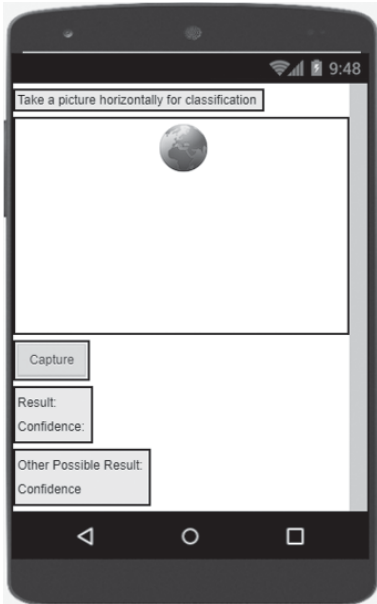 9:48
Take a picture horizontally for classification
Capture
Result:
Confidence:
Other Possible Result:
Confidence